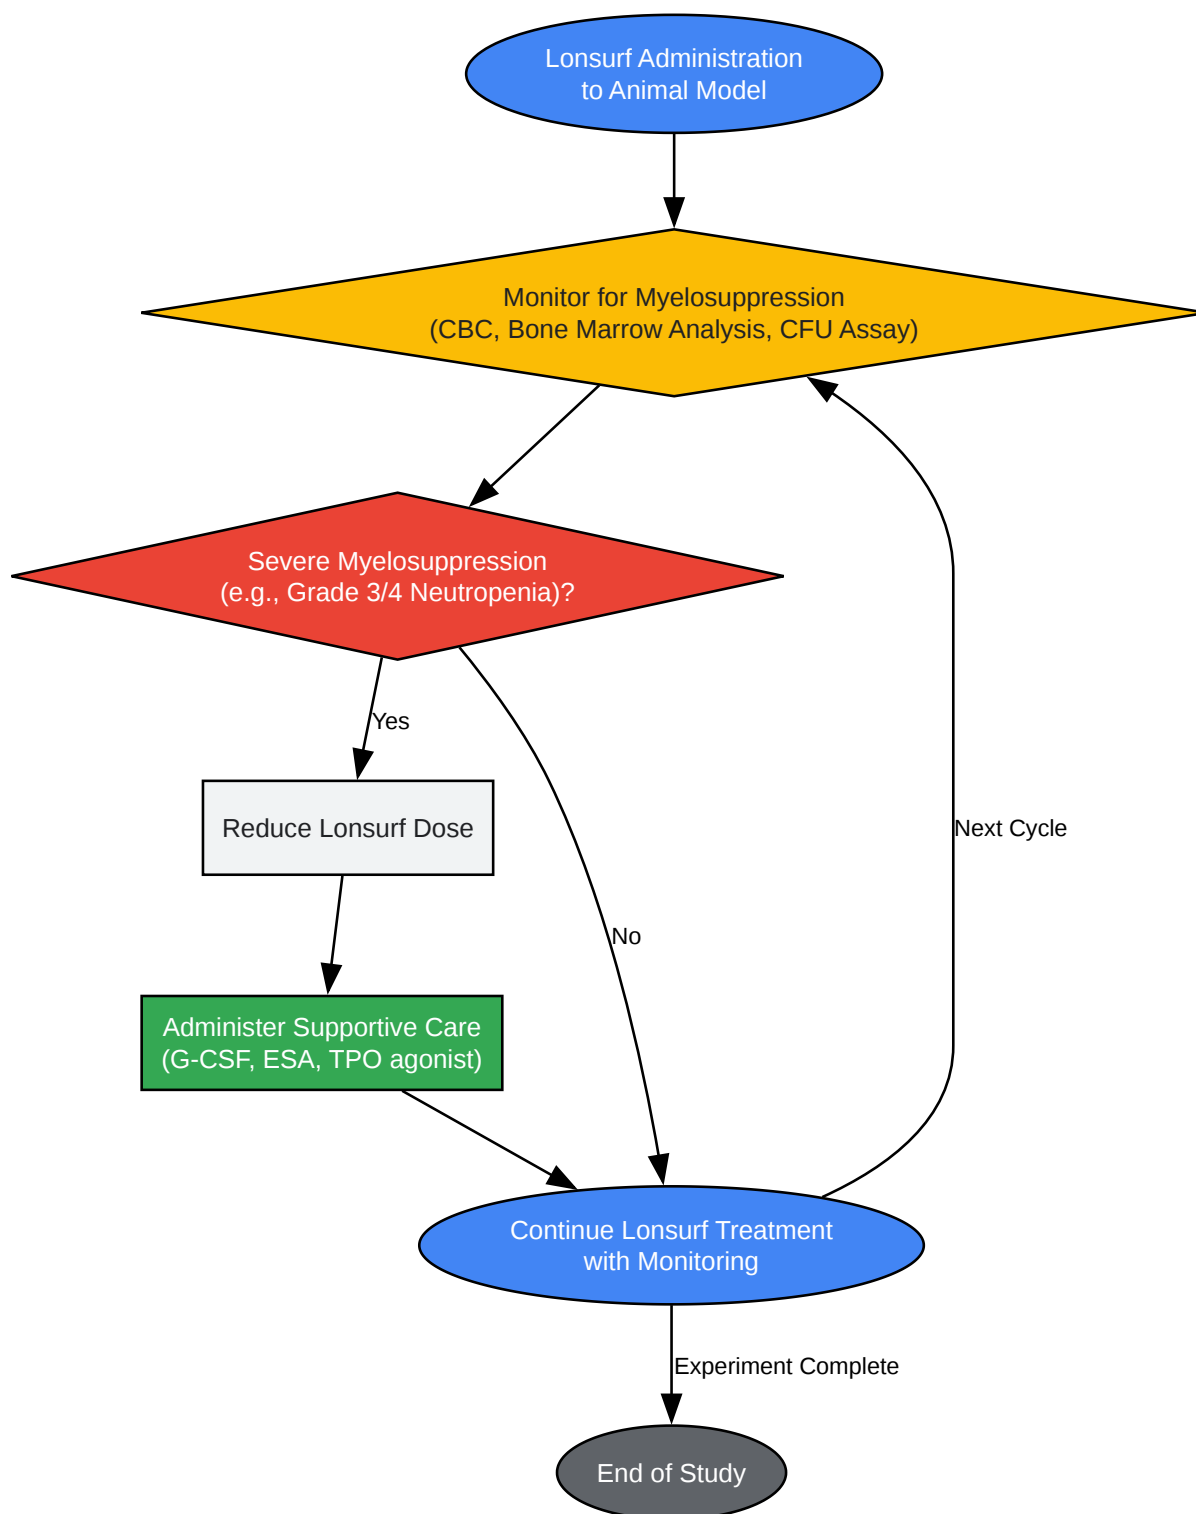 Lonsurf Administration
to Animal Model
Monitor for Myelosuppression
(CBC, Bone Marrow Analysis, CFU Assay)
Severe Myelosuppression
(e.g., Grade 3/4 Neutropenia)?
Yes
Reduce Lonsurf Dose
Next Cycle
No
Administer Supportive Care
(G-CSF, ESA, TPO agonist)
Continue Lonsurf Treatment
with Monitoring
Experiment Complete
End of Study